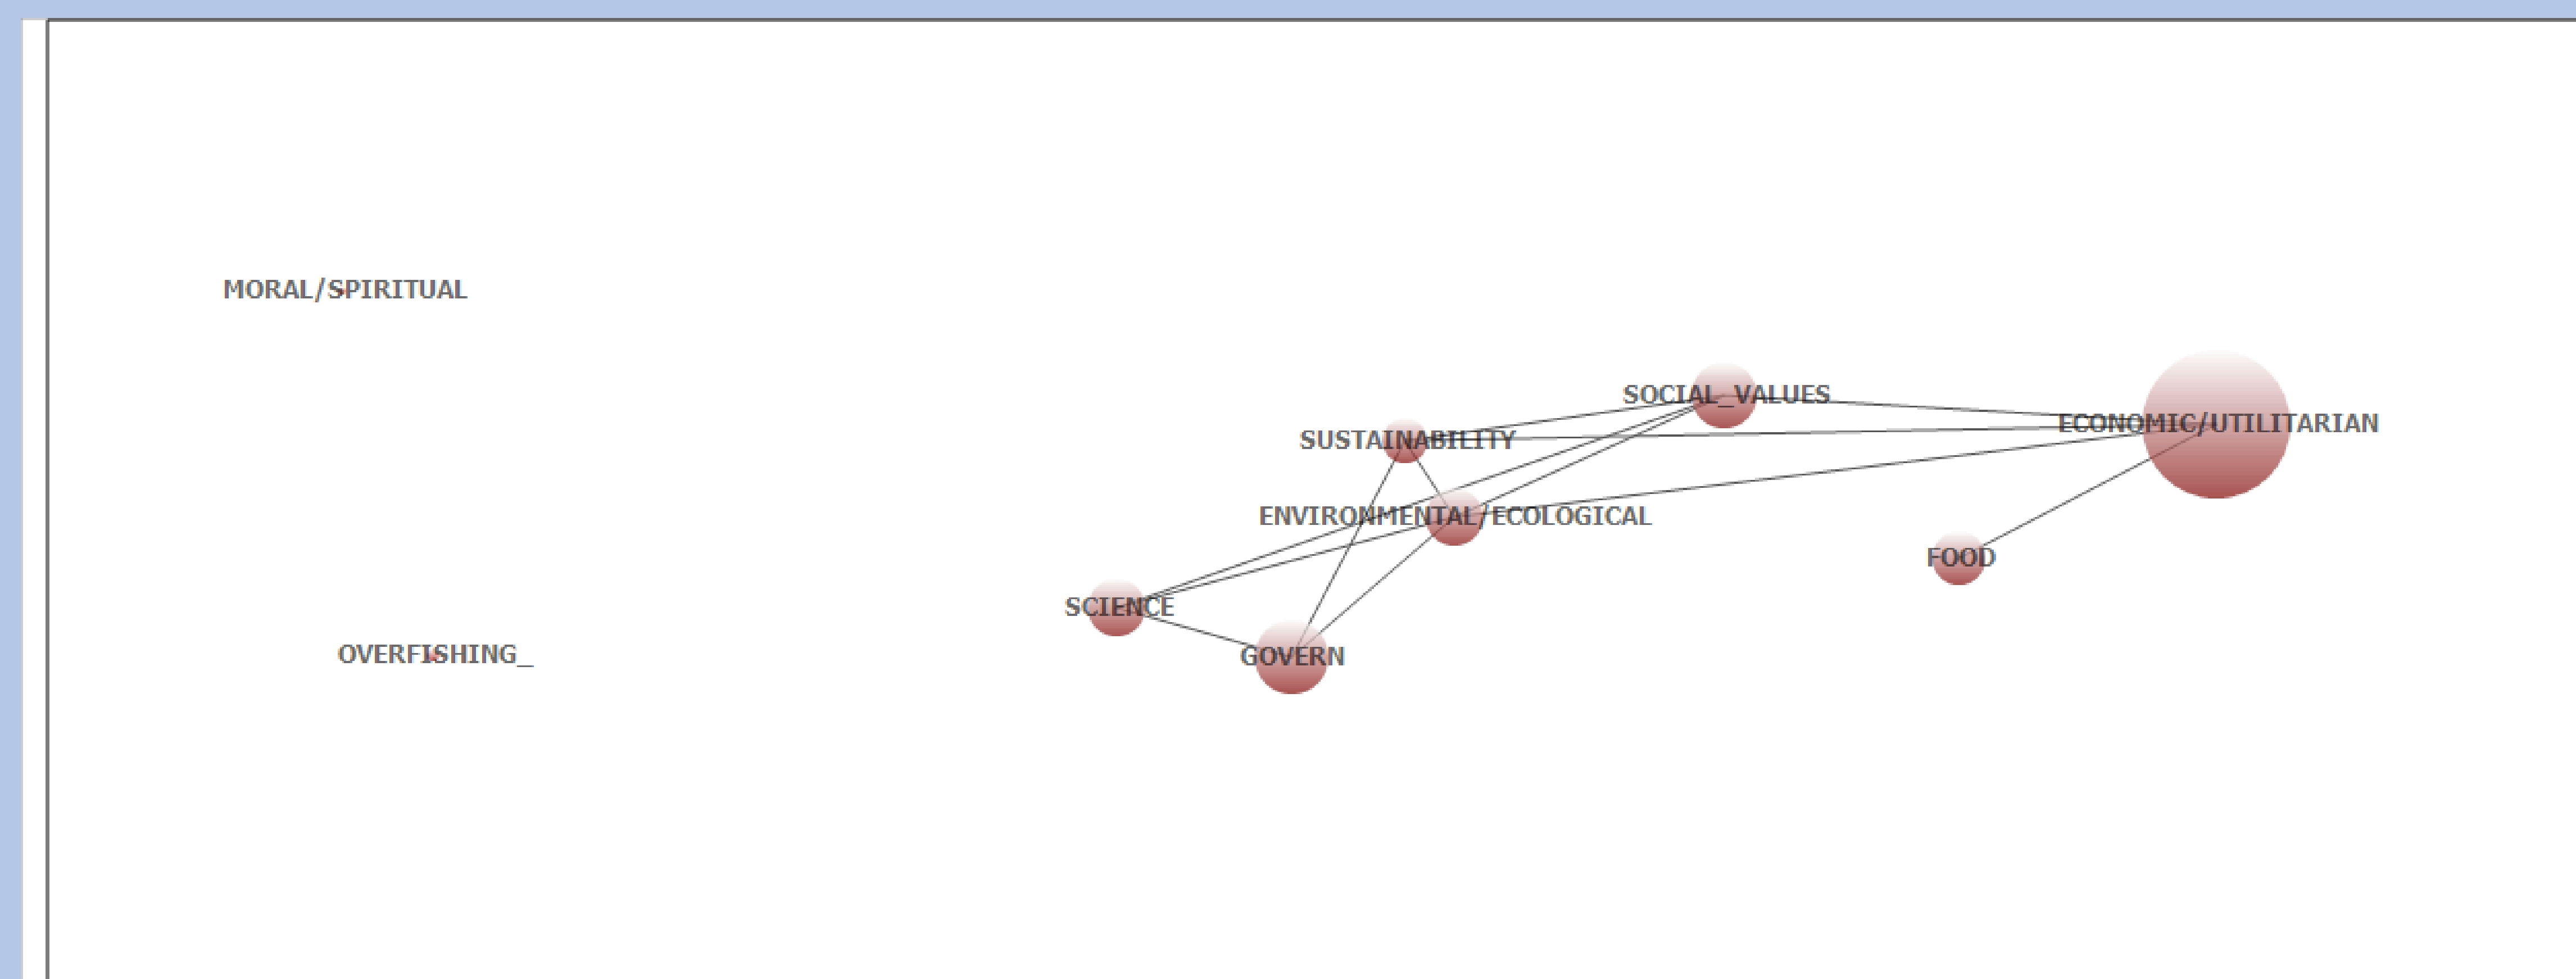 MORAL/SPIRITUAL
SOCIAL_VALUES
ECONOMIC/UTILITARIAN
SUSTAINABILITY
ENVIRONMENTAL/ECOLOGICAL
FOOD
SCIENCE
OVERFISHING_
GOVERN